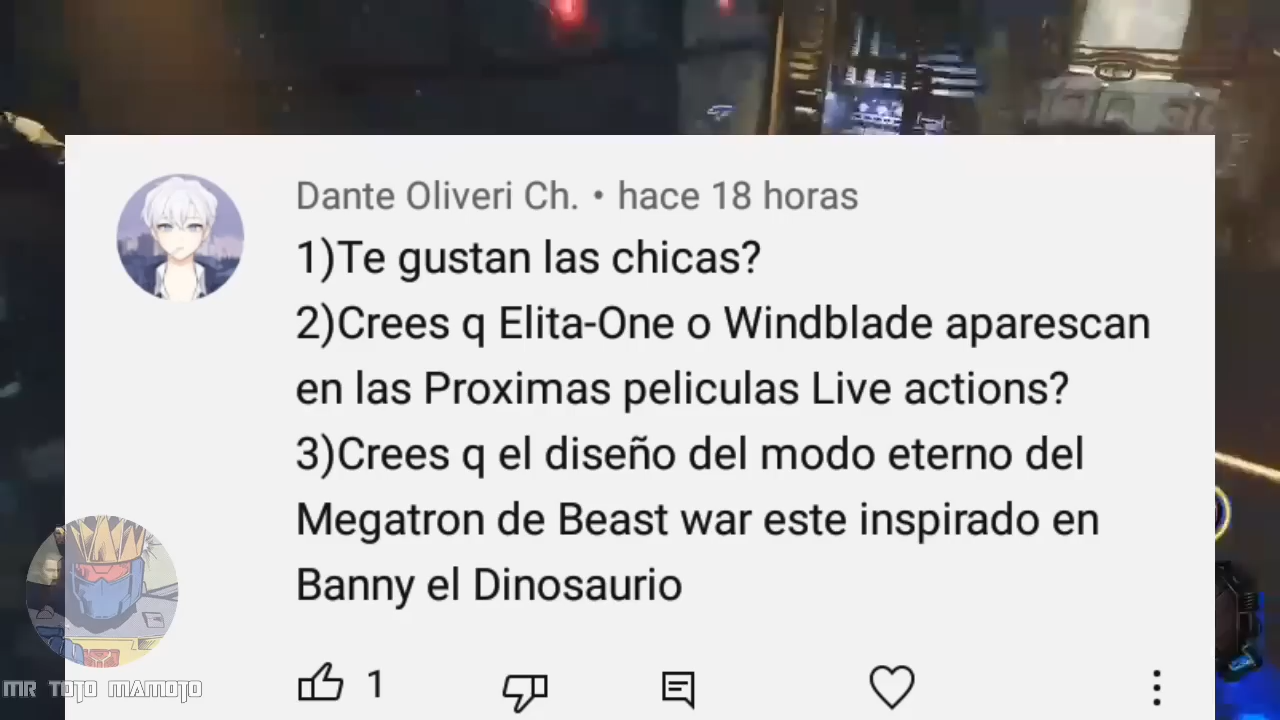 Dante Oliveri Ch. • hace 18 horas
1)Te gustan las chicas?
2)Crees q Elita-One o Windblade aparescan
en las Proximas peliculas Live actions?
3)Crees q el diseño del modo eterno del
Megatron de Beast war este inspirado en
Banny el Dinosaurio
1
MR TOJO MAMOJO